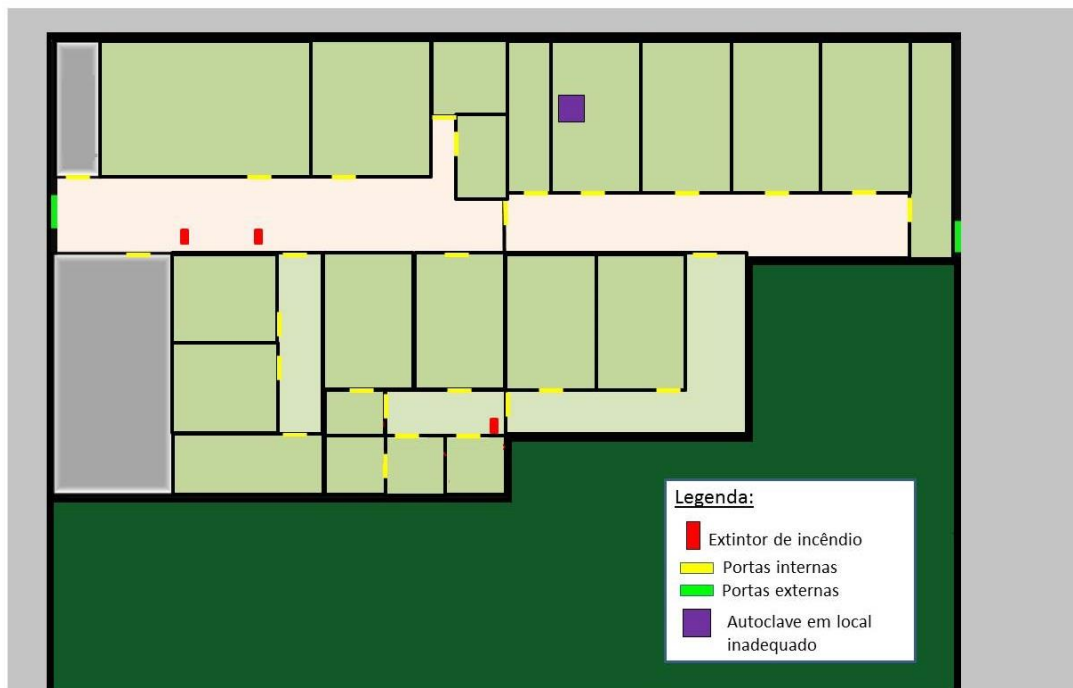 Legenda:
Extintor de incêndio
Portas internas
Portas externas
Autoclave em local
inadequado